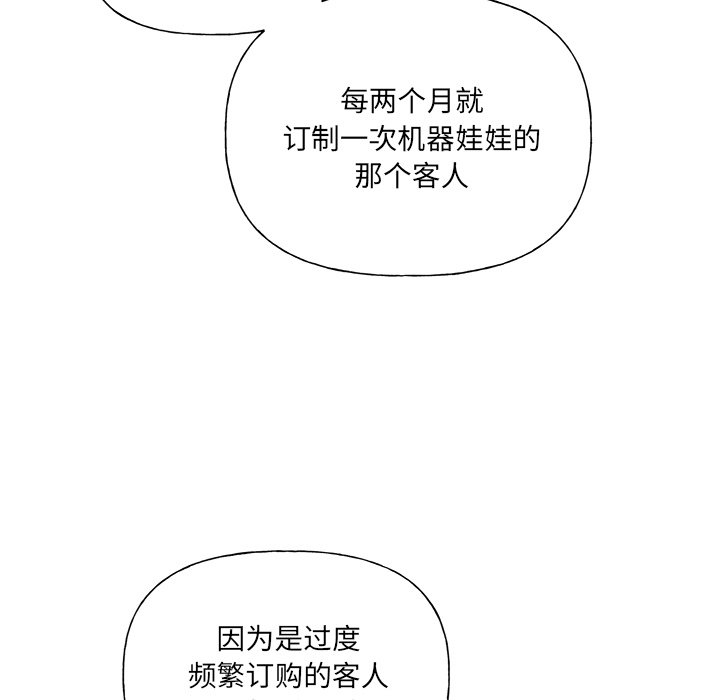 每两个月就
订制一次机器娃娃的
那个客人
因为是过度
频繁订购的客人